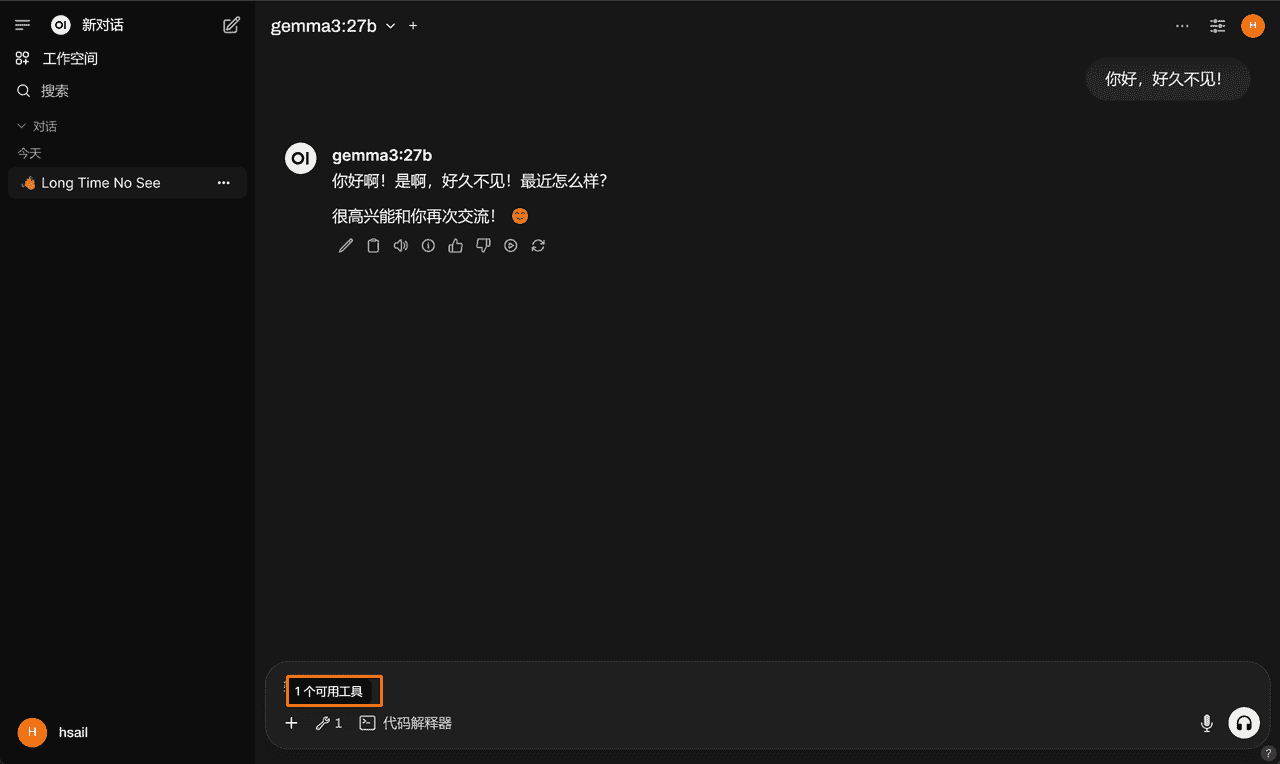 OI 新对话
工作空间
搜索
对话
今天
Long Time No See
H hsail
gemma3:27b
H
你好，好久不见！
OI gemma3:27b
你好啊！是啊，好久不见！最近怎么样？
很高兴能和你再次交流！
1 个可用工具
1 代码解释器
?